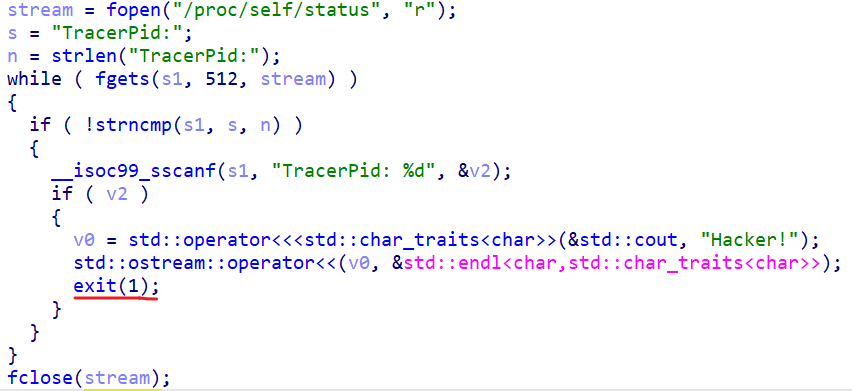 stream = fopen("/proc/self/status", "r");
s = "TracerPid:";
n = strlen("TracerPid:");
while ( fgets(s1, 512, stream) )
{
if ( !strncmp(s1, s, n) )
{
__isoc99_sscanf(s1, "TracerPid: %d", &v2);
if ( v2 )
{
v0 = std::operator<<<std::char_traits<char>>(&std::cout, "Hacker!");
std::ostream::operator<<(v0, &std::endl<char,std::char_traits<char>>);
exit(1);
}
}
}
fclose(stream);